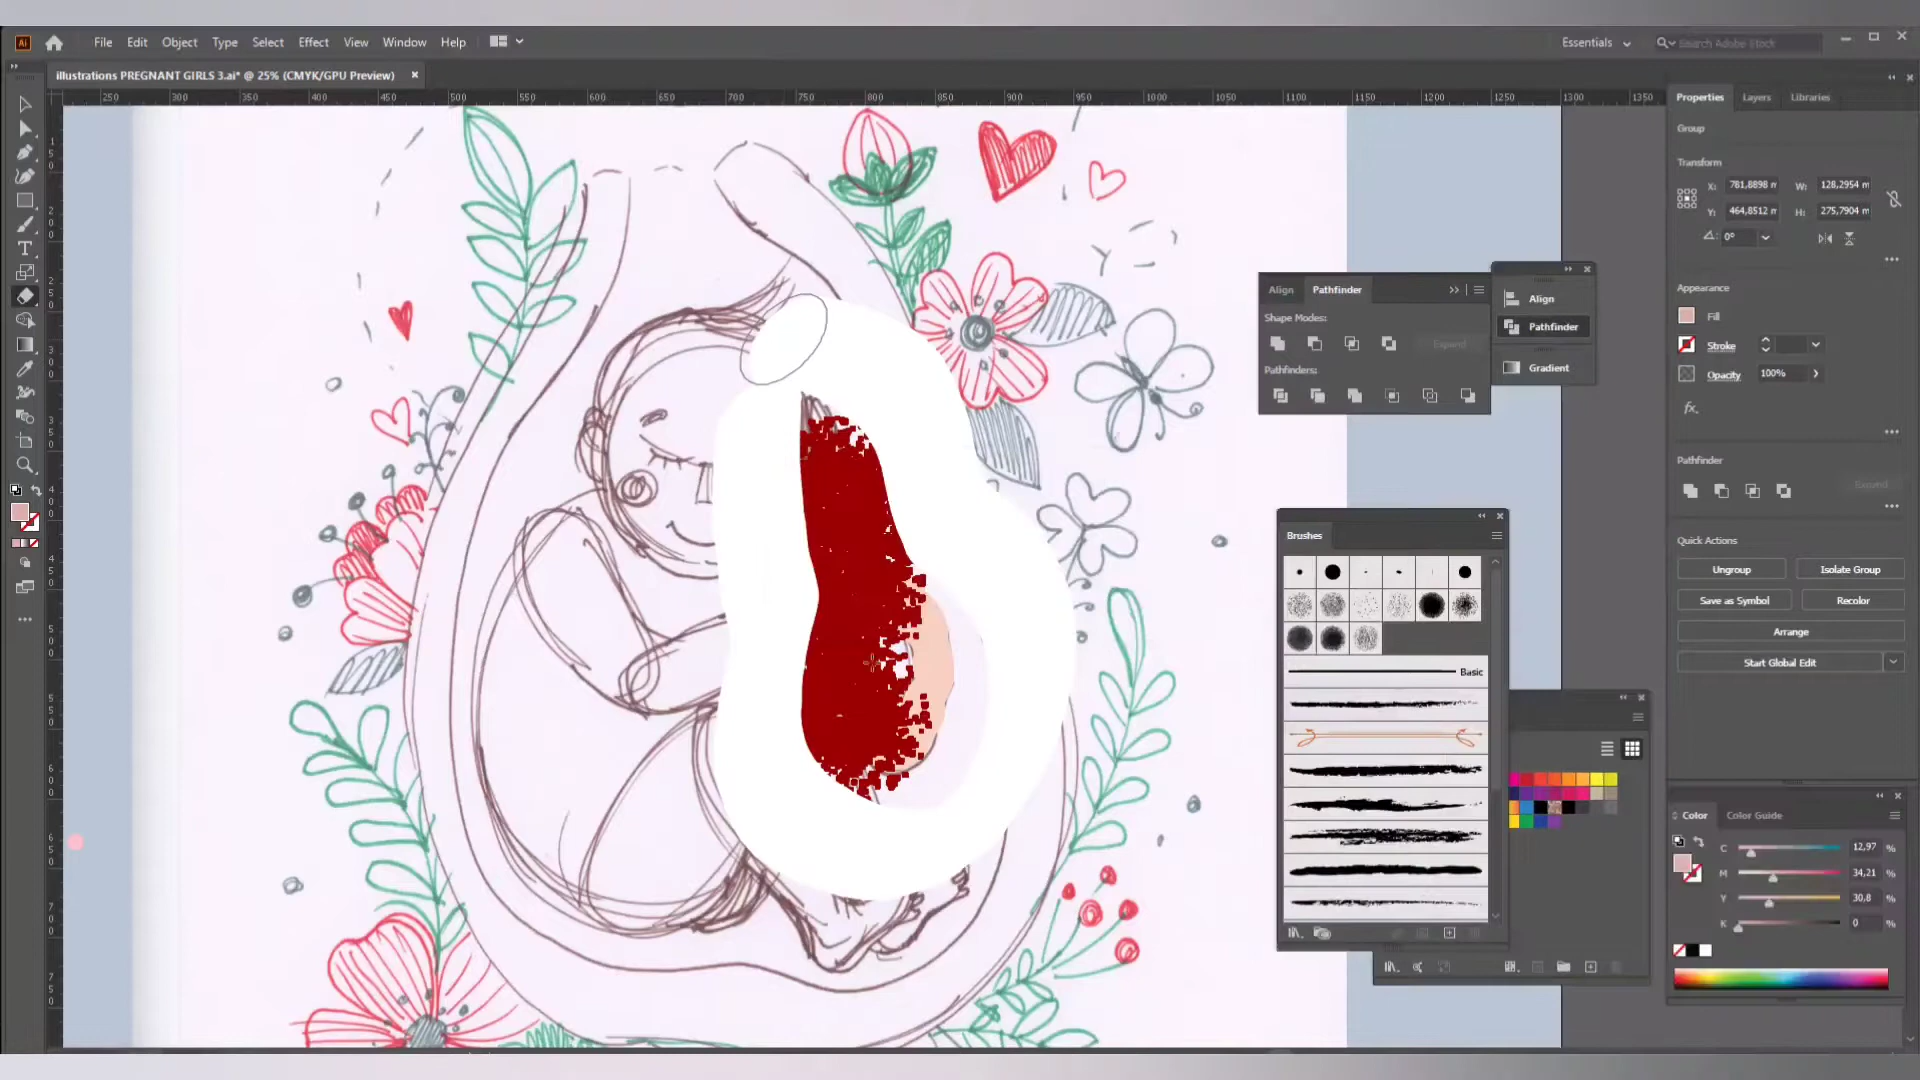 Ai File Edit Object Type Select Effect View Window Help Essentials Search Adobe Stock
illustrations PREGNANT GIRLS 3.ai* @ 25% (CMYK/GPU Preview)
250 300 350 400 450 500 550 600 650 700 750 800 850 900 950 1000 1050 1100 1150 1200 1250 1300 1350
Properties Layers Libraries
Group
Transform
X: 781,8898 m W: 128,2954 m
Y: 464,8512 m H: 275,7904 m
0°
Appearance
Fill
Stroke
Opacity 100%
fx.
Pathfinder
Expand
Quick Actions
Ungroup Isolate Group
Save as Symbol Recolor
Arrange
Start Global Edit
Align Pathfinder
Shape Modes:
Expand
Pathfinders:
Align
Pathfinder
Gradient
Brushes
Basic
Color Color Guide
C 12,97 %
M 34,21 %
Y 30,8 %
K 0 %